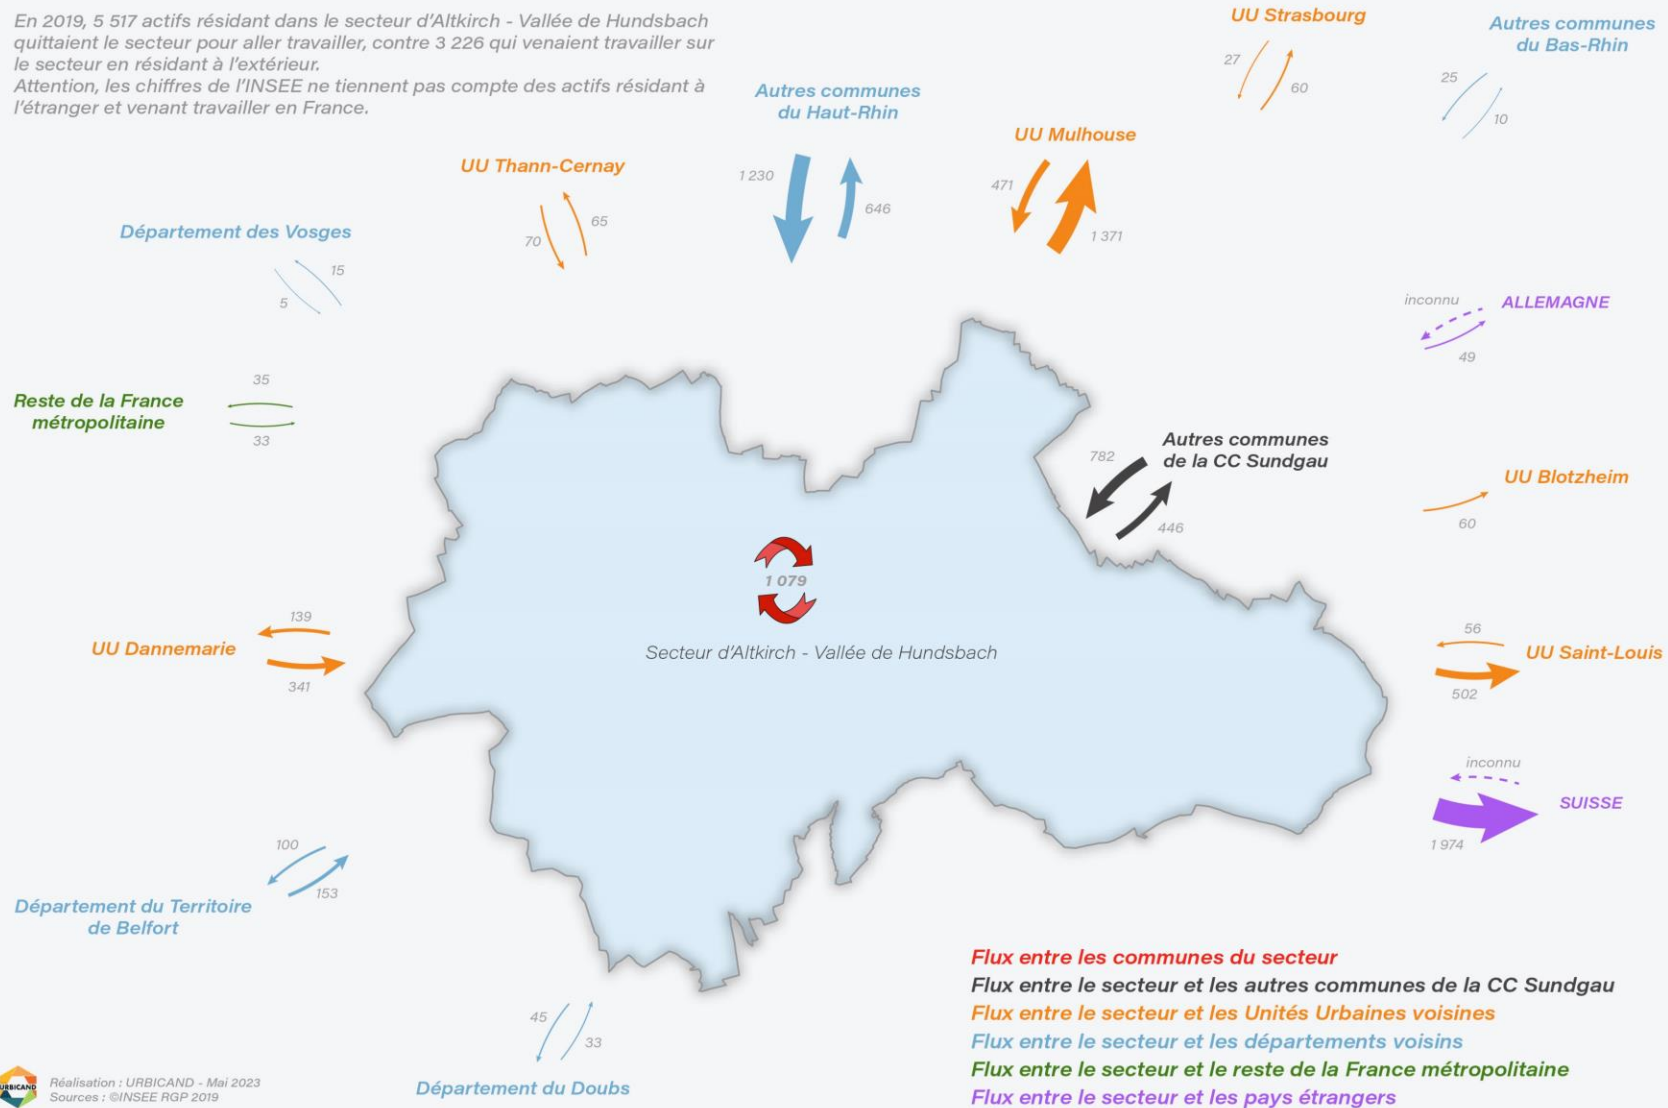 En 2019, 5 517 actifs résidant dans le secteur d'Altkirch - Vallée de Hundsbach
quittaient le secteur pour aller travailler, contre 3 226 qui venaient travailler sur
le secteur en résidant à l'extérieur.
Attention, les chiffres de l'INSEE ne tiennent pas compte des actifs résidant à
l'étranger et venant travailler en France.
UU Strasbourg
27
60
Autres communes
du Bas-Rhin
25
10
Autres communes
du Haut-Rhin
1 230
646
UU Mulhouse
471
1 371
UU Thann-Cernay
70
65
Département des Vosges
15
5
inconnu
ALLEMAGNE
49
Reste de la France
métropolitaine
35
33
Autres communes
de la CC Sundgau
782
446
UU Blotzheim
60
1 079
Secteur d'Altkirch - Vallée de Hundsbach
139
UU Dannemarie
341
56
UU Saint-Louis
502
inconnu
SUISSE
1 974
100
153
Département du Territoire
de Belfort
45
33
Département du Doubs
Flux entre les communes du secteur
Flux entre le secteur et les autres communes de la CC Sundgau
Flux entre le secteur et les Unités Urbaines voisines
Flux entre le secteur et les départements voisins
Flux entre le secteur et le reste de la France métropolitaine
Flux entre le secteur et les pays étrangers
URBICAND
Réalisation : URBICAND - Mai 2023
Sources : ©INSEE RGP 2019